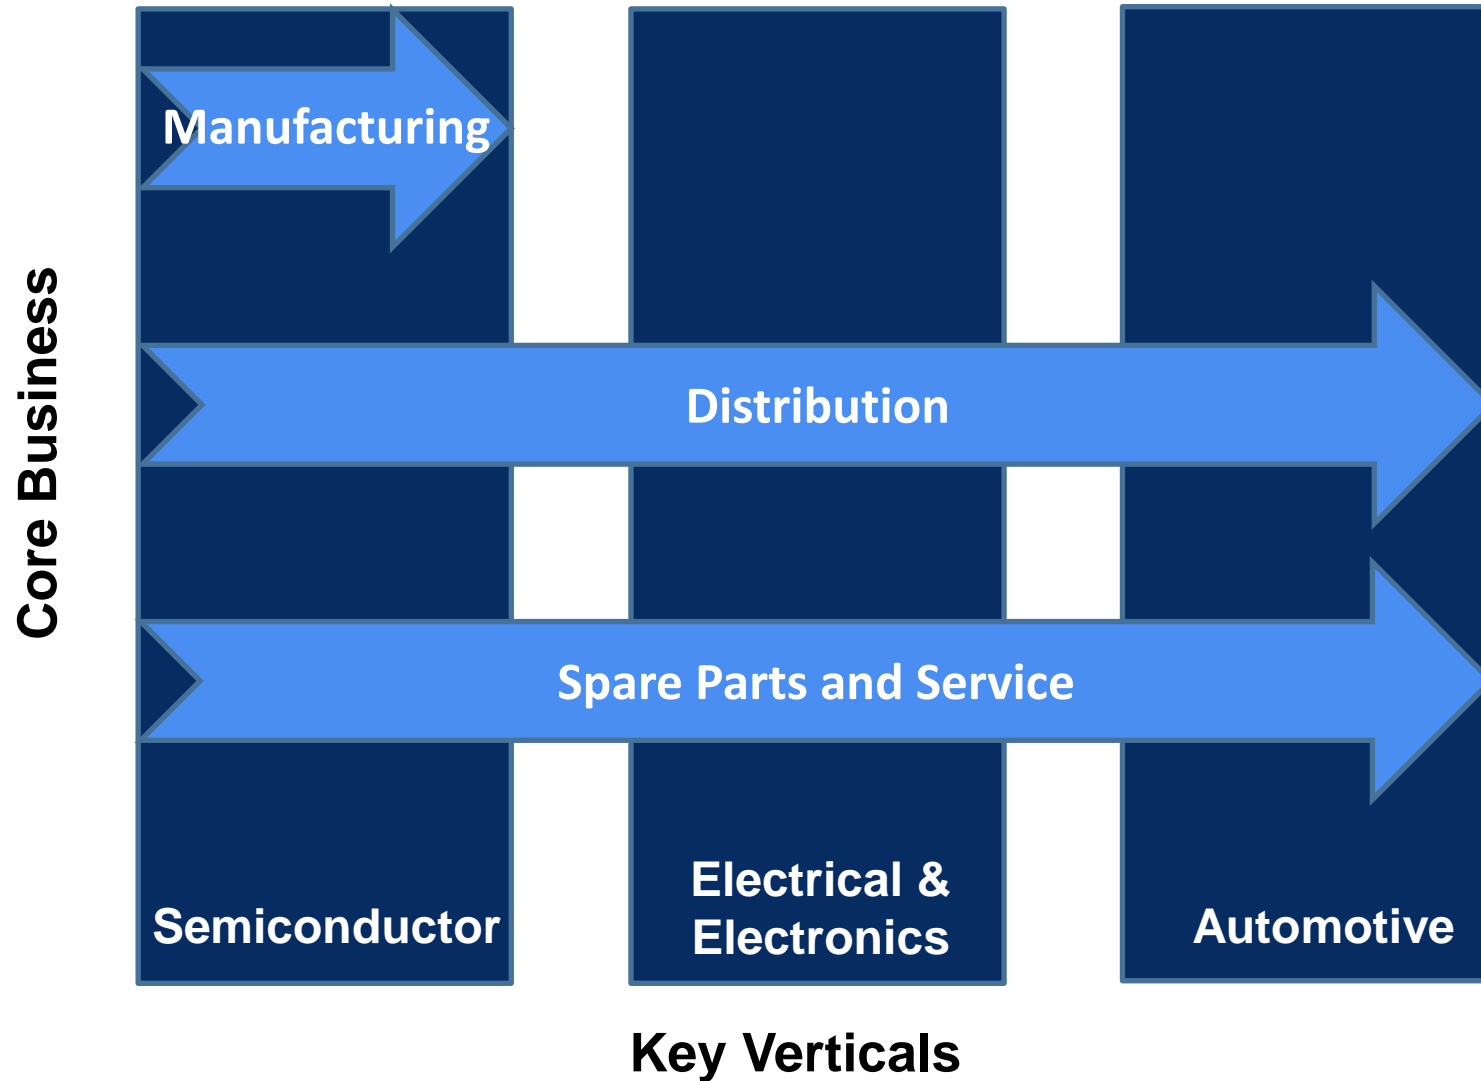 Manufacturing
Core Business
Distribution
Spare Parts and Service
Semiconductor
Electrical &
Electronics
Automotive
Key Verticals